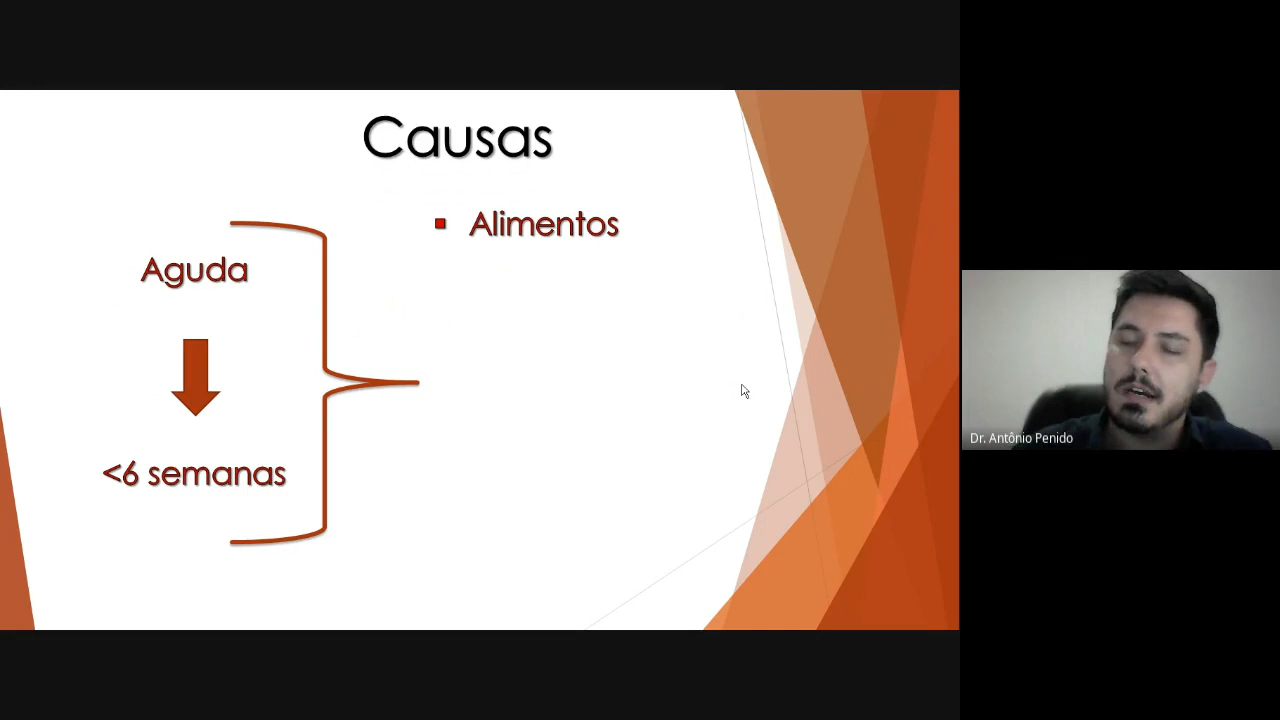 Causas
Alimentos
Aguda
<6 semanas
Dr. Antônio Penido